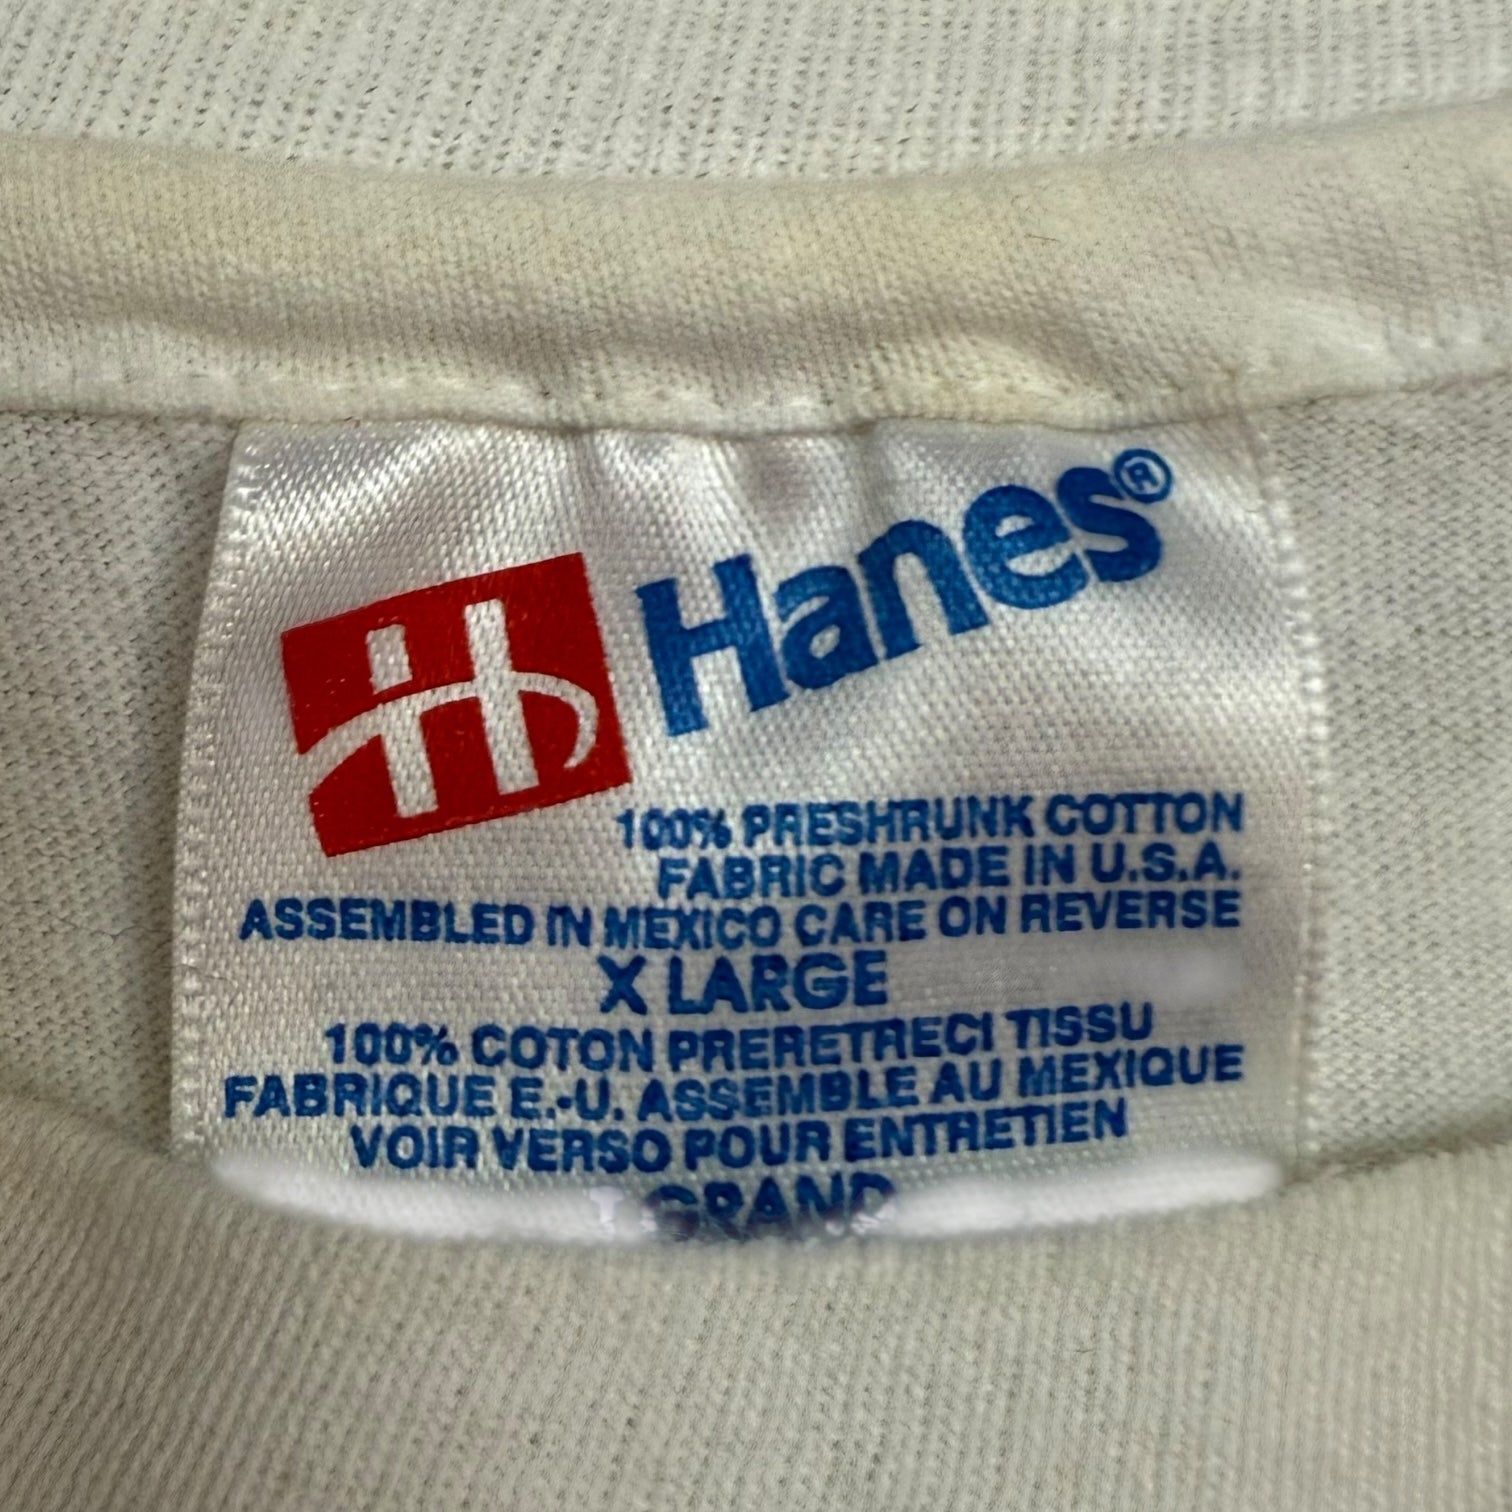 H Hanes®
100% PRESHRUNK COTTON
FABRIC MADE IN U.S.A.
ASSEMBLED IN MEXICO CARE ON REVERSE
X LARGE
100% COTON PRERETRECI TISSU
FABRIQUE E.-U. ASSEMBLE AU MEXIQUE
VOIR VERSO POUR ENTRETIEN
GRAND